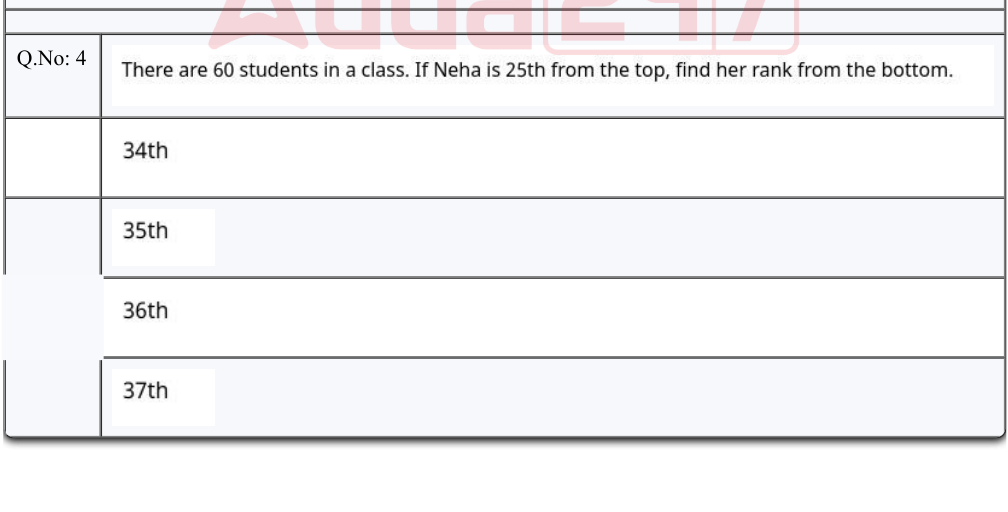 Adda247
Q.No: 4
There are 60 students in a class. If Neha is 25th from the top, find her rank from the bottom.
34th
35th
36th
37th